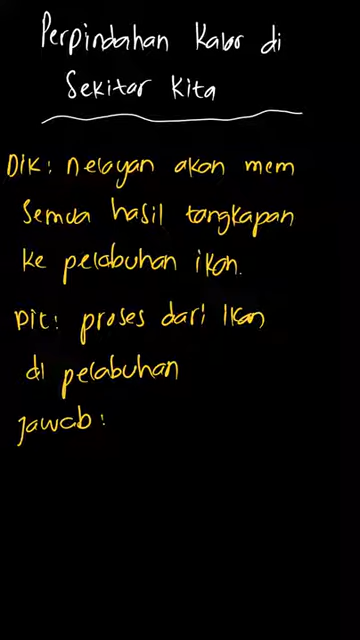 Perpindahan Kalor di
Sekitar Kita
Dik: nelayan akan mem
semua hasil tangkapan
ke pelabuhan ikan.
Dit: proses dari Ikan
di pelabuhan
Jawab: